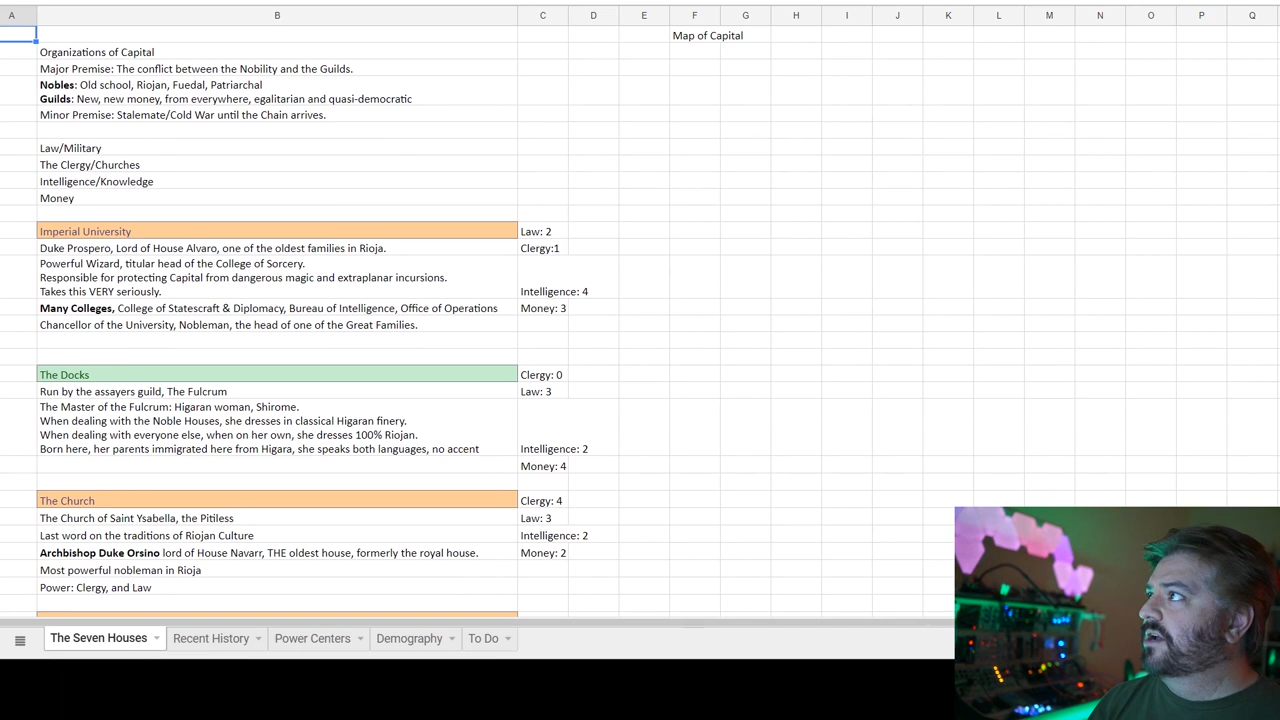 A B C D E F G H I J K L M N O P Q
Map of Capital
Organizations of Capital
Major Premise: The conflict between the Nobility and the Guilds.
Nobles: Old school, Riojan, Fuedal, Patriarchal
Guilds: New, new money, from everywhere, egalitarian and quasi-democratic
Minor Premise: Stalemate/Cold War until the Chain arrives.
Law/Military
The Clergy/Churches
Intelligence/Knowledge
Money
Imperial University Law: 2
Duke Prospero, Lord of House Alvaro, one of the oldest families in Rioja. Clergy:1
Powerful Wizard, titular head of the College of Sorcery.
Responsible for protecting Capital from dangerous magic and extraplanar incursions.
Takes this VERY seriously. Intelligence: 4
Many Colleges, College of Statescraft & Diplomacy, Bureau of Intelligence, Office of Operations Money: 3
Chancellor of the University, Nobleman, the head of one of the Great Families.
The Docks Clergy: 0
Run by the assayers guild, The Fulcrum Law: 3
The Master of the Fulcrum: Higaran woman, Shirome.
When dealing with the Noble Houses, she dresses in classical Higaran finery.
When dealing with everyone else, when on her own, she dresses 100% Riojan.
Born here, her parents immigrated here from Higara, she speaks both languages, no accent Intelligence: 2
Money: 4
The Church Clergy: 4
The Church of Saint Ysabella, the Pitiless Law: 3
Last word on the traditions of Riojan Culture Intelligence: 2
Archbishop Duke Orsino lord of House Navarr, THE oldest house, formerly the royal house. Money: 2
Most powerful nobleman in Rioja
Power: Clergy, and Law
The Seven Houses Recent History Power Centers Demography To Do